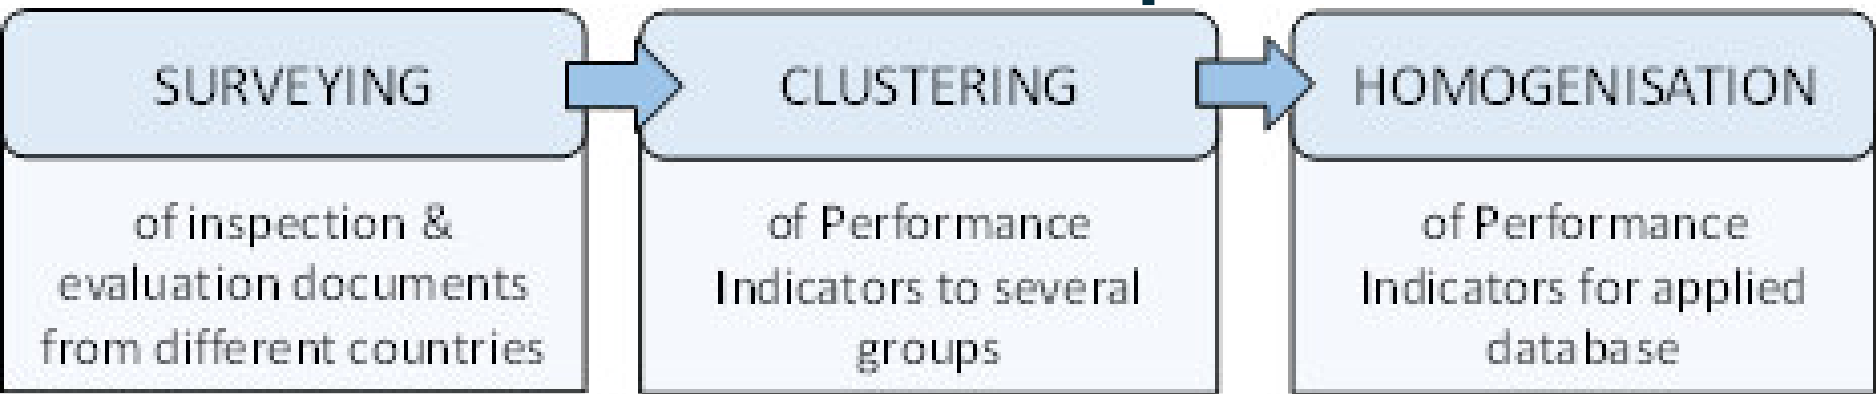 SURVEYING
of inspection &
evaluation documents
from different countries
CLUSTERING
of Performance
Indicators to several
groups
HOMOGENISATION
of Performance
Indicators for applied
database